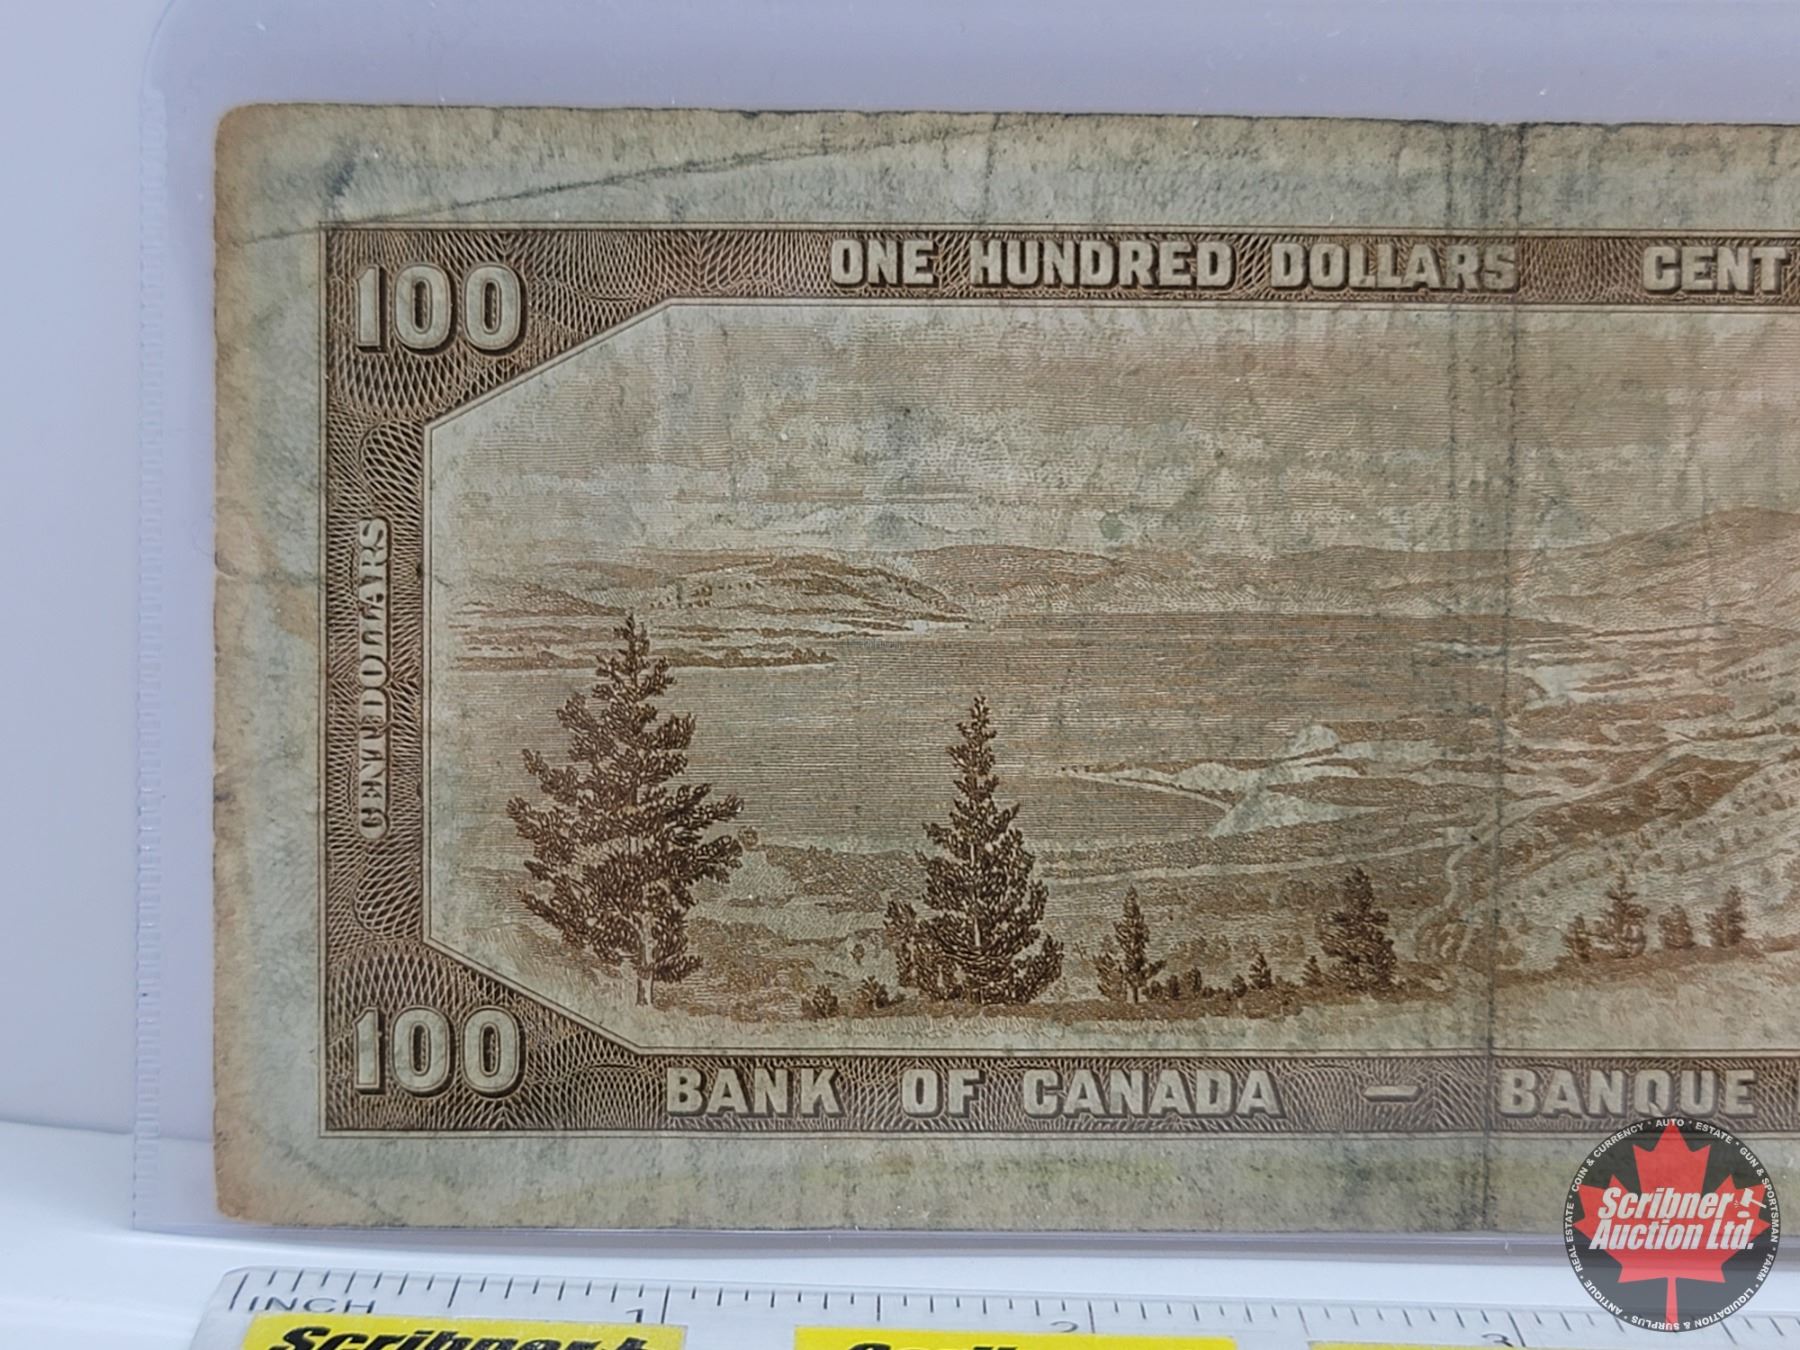 100
ONE HUNDRED DOLLARS CENT
CENT DOLLARS
100
BANK OF CANADA — BANQUE
Scribner
Auction Ltd.
COIN & CURRENCY • AUTO • ESTATE • GUN & SPORTSMAN • FARM • LIQUIDATION & SURPLUS • ANTIQUE • REAL ESTATE •
INCH 1 2 3
Scribner